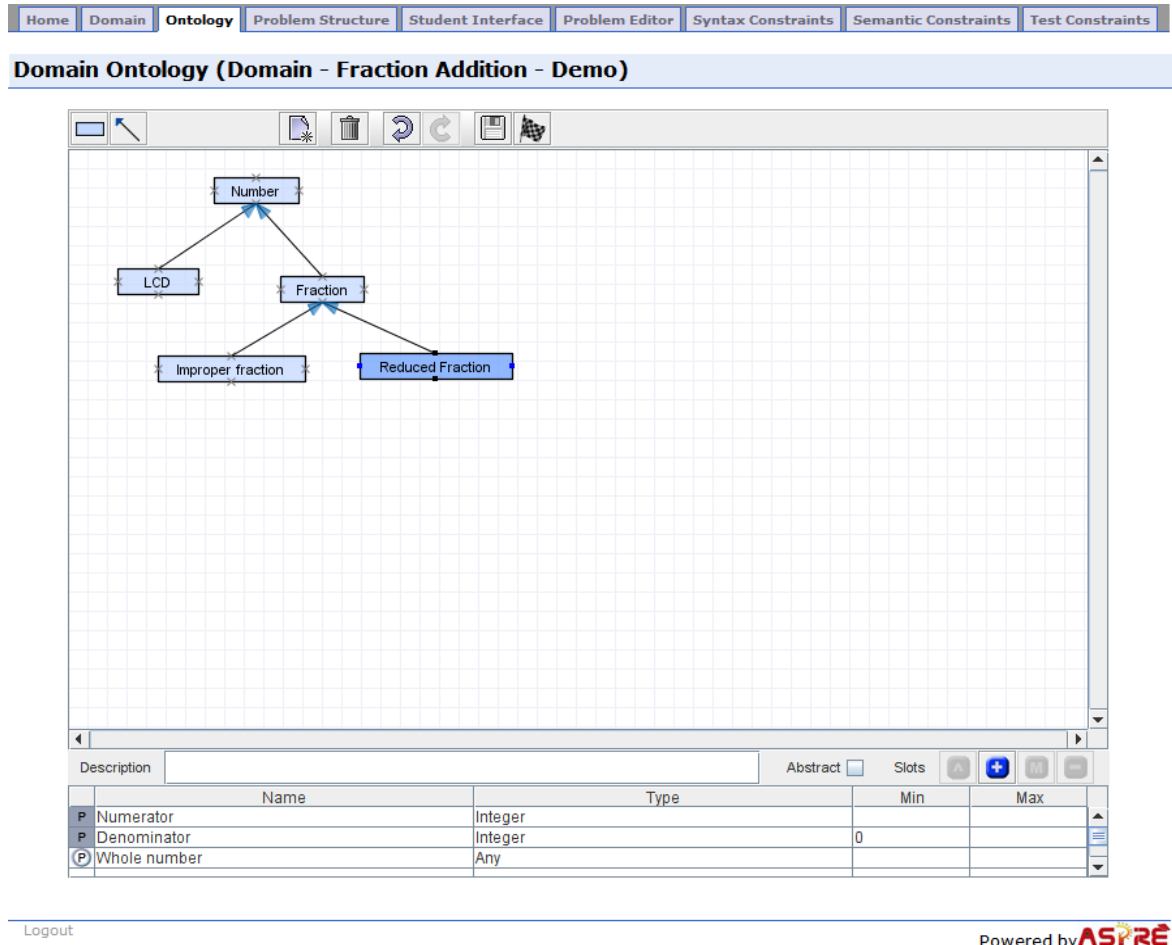 Home Domain Ontology Problem Structure Student Interface Problem Editor Syntax Constraints Semantic Constraints Test Constraints
Domain Ontology (Domain - Fraction Addition - Demo)
Number
LCD
Fraction
Improper fraction
Reduced Fraction
Description Abstract Slots A M
Name Type Min Max
P Numerator Integer
P Denominator Integer 0
P Whole number Any
Logout
Powered by ASPIRE